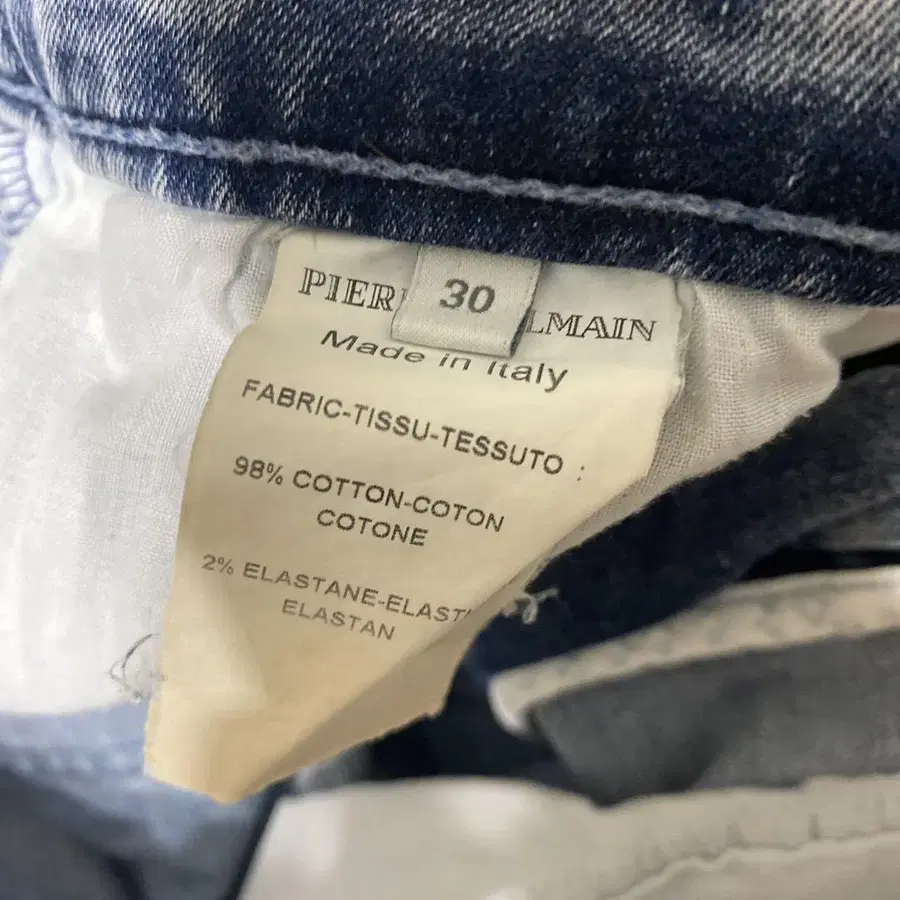 PIER LMAIN
30
Made in Italy
FABRIC-TISSU-TESSUTO :
98% COTTON-COTON
COTONE
2% ELASTANE-ELAST
ELASTAN